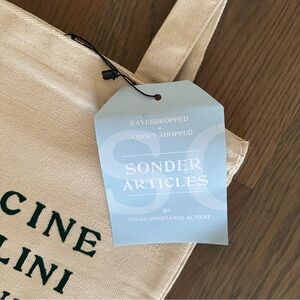 EAVESDROPPED
+
THRIFT SHOPPED
SONDER
ARTICLES
BY
MEGAN CONSTANCE ALTIERI
CINE
LINI